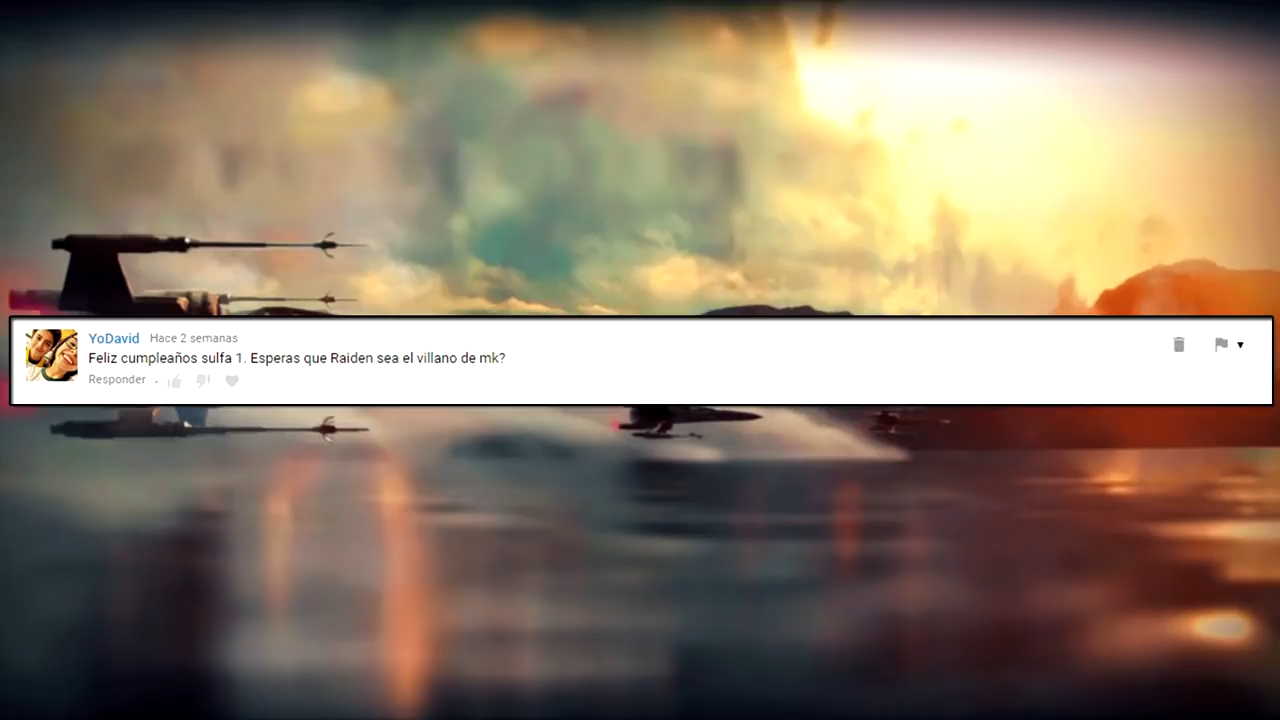 YoDavid Hace 2 semanas
Feliz cumpleaños sulfa 1. Esperas que Raiden sea el villano de mk?
Responder .